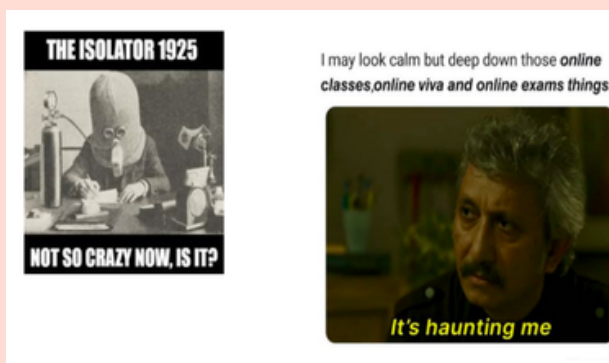 THE ISOLATOR 1925
NOT SO CRAZY NOW, IS IT?
I may look calm but deep down those online
classes,online viva and online exams things
It's haunting me